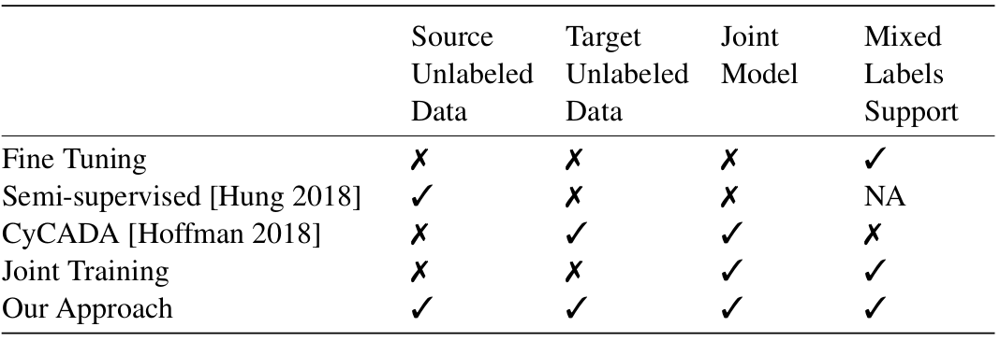 Source Target Joint Mixed
Unlabeled Unlabeled Model Labels
Data Data Support
Fine Tuning ✗ ✗ ✗ ✓
Semi-supervised [Hung 2018] ✓ ✗ ✗ NA
CyCADA [Hoffman 2018] ✗ ✓ ✓ ✗
Joint Training ✗ ✗ ✓ ✓
Our Approach ✓ ✓ ✓ ✓